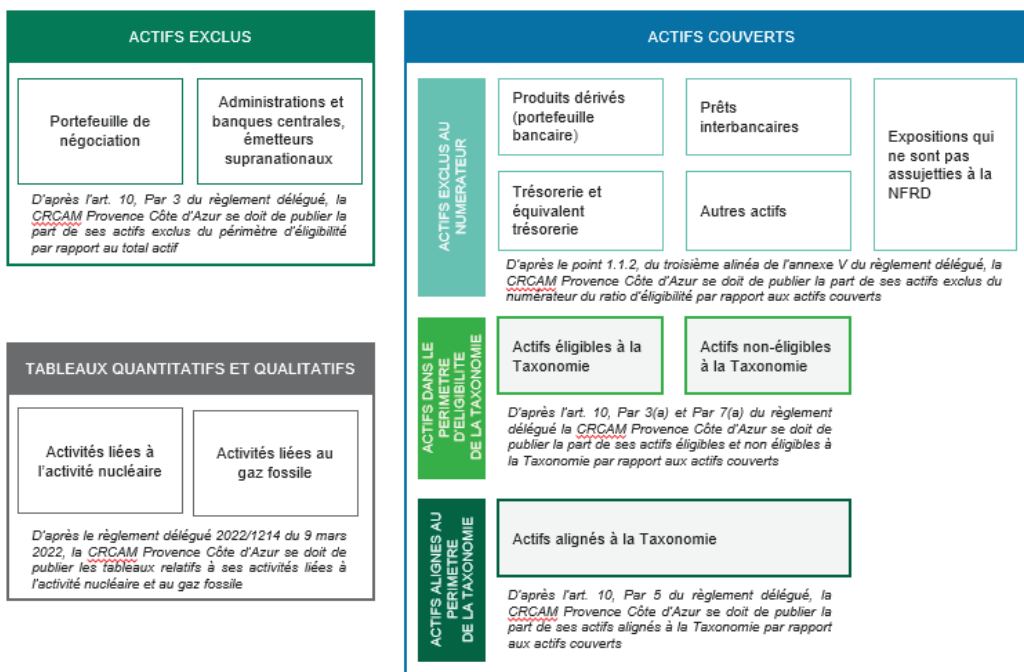 ACTIFS EXCLUS
Portefeuille de
négociation
Administrations et
banques centrales,
émetteurs
supranationaux
D'après l'art. 10, Par 3 du règlement délégué, la
CRCAM Provence Côte d'Azur se doit de publier la
part de ses actifs exclus du périmètre d'éligibilité
par rapport au total actif
TABLEAUX QUANTITATIFS ET QUALITATIFS
Activités liées à
l'activité nucléaire
Activités liées au
gaz fossile
D'après le règlement délégué 2022/1214 du 9 mars
2022, la CRCAM Provence Côte d'Azur se doit de
publier les tableaux relatifs à ses activités liées à
l'activité nucléaire et au gaz fossile
ACTIFS COUVERTS
ACTIFS EXCLUS AU
NUMERATEUR
Produits dérivés
(portefeuille
bancaire)
Prêts
interbancaires
Expositions qui
ne sont pas
assujetties à la
NFRD
Trésorerie et
équivalent
trésorerie
Autres actifs
D'après le point 1.1.2, du troisième alinéa de l'annexe V du règlement délégué, la
CRCAM Provence Côte d'Azur se doit de publier la part de ses actifs exclus du
numérateur du ratio d'éligibilité par rapport aux actifs couverts
ACTIFS DANS LE
PERIMETRE
D'ELIGIBILITE
DE LA TAXONOMIE
Actifs éligibles à la
Taxonomie
Actifs non-éligibles
à la Taxonomie
D'après l'art. 10, Par 3(a) et Par 7(a) du règlement
délégué la CRCAM Provence Côte d'Azur se doit de
publier la part de ses actifs éligibles et non éligibles à
la Taxonomie par rapport aux actifs couverts
ACTIFS ALIGNES AU
PERIMETRE
DE LA TAXONOMIE
Actifs alignés à la Taxonomie
D'après l'art. 10, Par 5 du règlement délégué, la
CRCAM Provence Côte d'Azur se doit de publier la
part de ses actifs alignés à la Taxonomie par rapport
aux actifs couverts